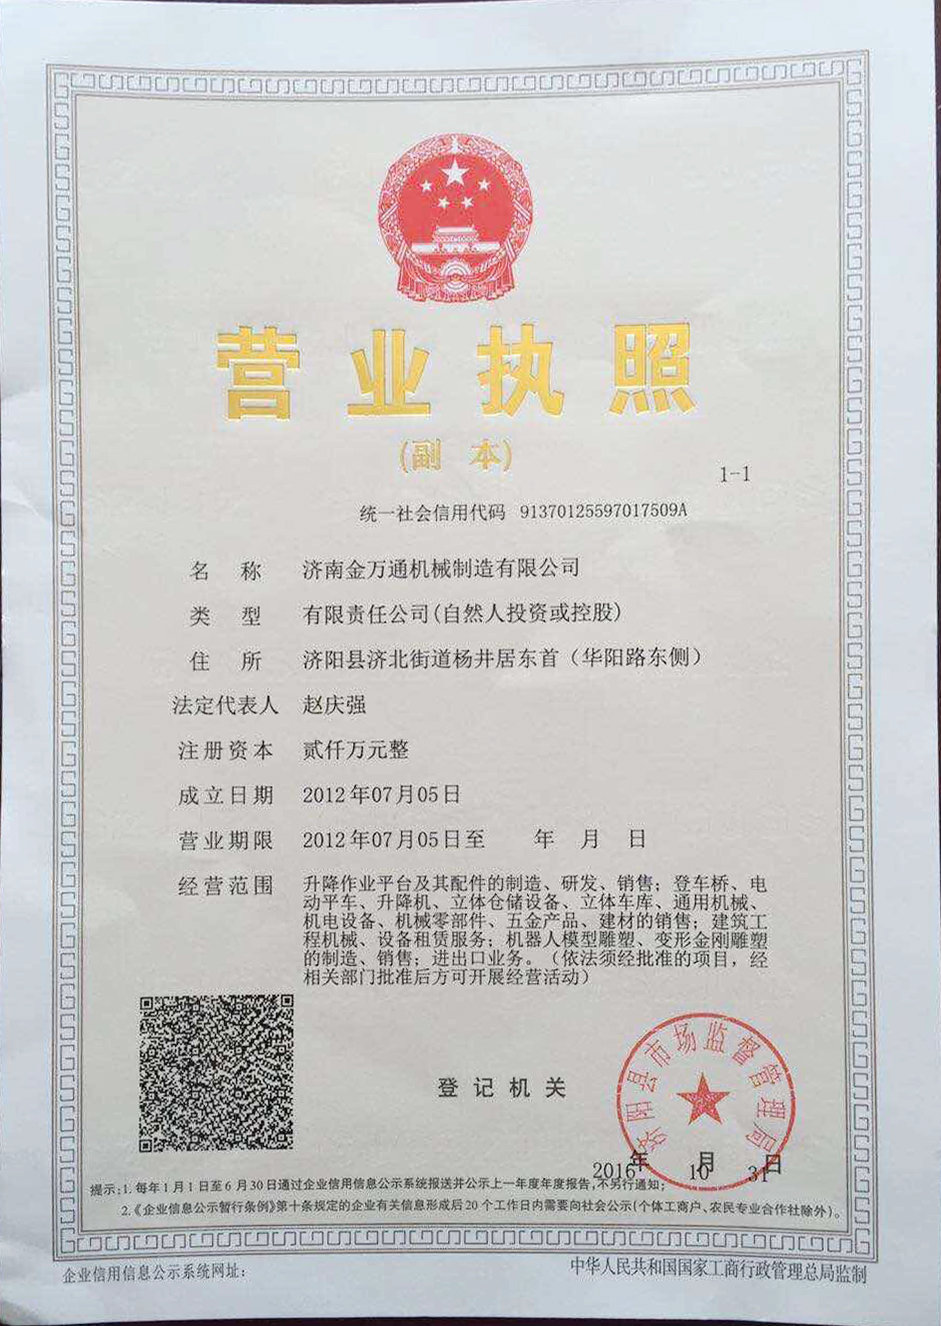 营业执照
(副 本)
1-1
统一社会信用代码 91370125597017509A
名 称 济南金万通机械制造有限公司
类 型 有限责任公司(自然人投资或控股)
住 所 济阳县济北街道杨井居东首（华阳路东侧）
法定代表人 赵庆强
注册资本 贰仟万元整
成立日期 2012年07月05日
营业期限 2012年07月05日至 年 月 日
经营范围 升降作业平台及其配件的制造、研发、销售；登车桥、电
动平车、升降机、立体仓储设备、立体车库、通用机械、
机电设备、机械零部件、五金产品、建材的销售；建筑工
程机械、设备租赁服务；机器人模型雕塑、变形金刚雕塑
的制造、销售；进出口业务。（依法须经批准的项目，经
相关部门批准后方可开展经营活动）
济阳县市场监督管理局
登记机关
2016年 10月 31日
提示：1. 每年1月1日至6月30日通过企业信用信息公示系统报送并公示上一年度年度报告，不另行通知；
2.《企业信息公示暂行条例》第十条规定的企业有关信息形成后20个工作日内需要向社会公示(个体工商户、农民专业合作社除外)。
企业信用信息公示系统网址：
中华人民共和国国家工商行政管理总局监制